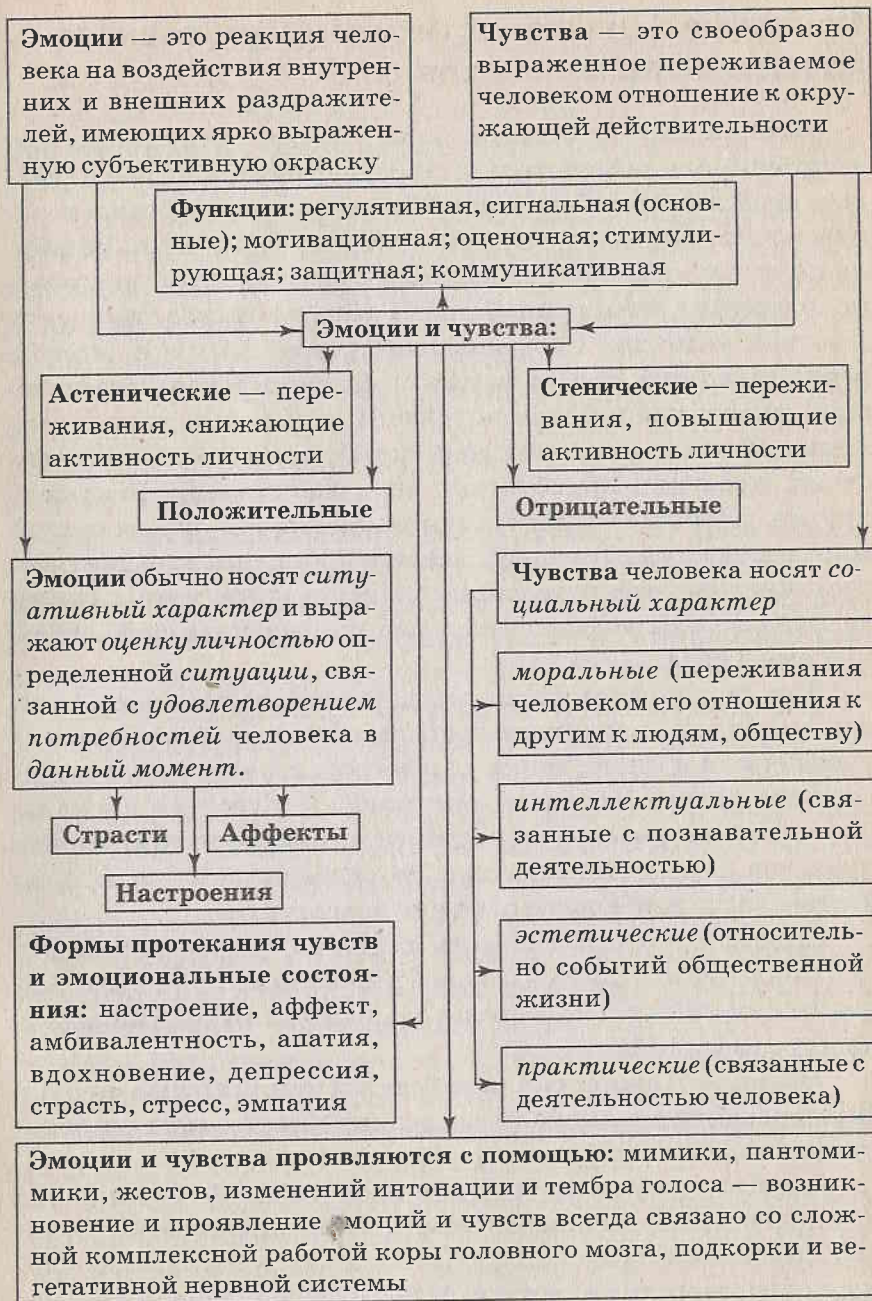 Эмоции — это реакция чело-
века на воздействия внутрен-
них и внешних раздражите-
лей, имеющих ярко выражен-
ную субъективную окраску
Чувства — это своеобразно
выраженное переживаемое
человеком отношение к окру-
жающей действительности
Функции: регулятивная, сигнальная (основ-
ные); мотивационная; оценочная; стимули-
рующая; защитная; коммуникативная
Эмоции и чувства:
Астенические — пере-
живания, снижающие
активность личности
Стенические — пережи-
вания, повышающие
активность личности
Положительные
Отрицательные
Эмоции обычно носят ситу-
ативный характер и выра-
жают оценку личностью оп-
ределенной ситуации, свя-
занной с удовлетворением
потребностей человека в
данный момент.
Страсти
Аффекты
Настроения
Формы протекания чувств
и эмоциональные состоя-
ния: настроение, аффект,
амбивалентность, апатия,
вдохновение, депрессия,
страсть, стресс, эмпатия
Чувства человека носят со-
циальный характер
моральные (переживания
человеком его отношения к
другим к людям, обществу)
интеллектуальные (свя-
занные с познавательной
деятельностью)
эстетические (относитель-
но событий общественной
жизни)
практические (связанные с
деятельностью человека)
Эмоции и чувства проявляются с помощью: мимики, пантоми-
мики, жестов, изменений интонации и тембра голоса — возник-
новение и проявление эмоций и чувств всегда связано со слож-
ной комплексной работой коры головного мозга, подкорки и ве-
гетативной нервной системы